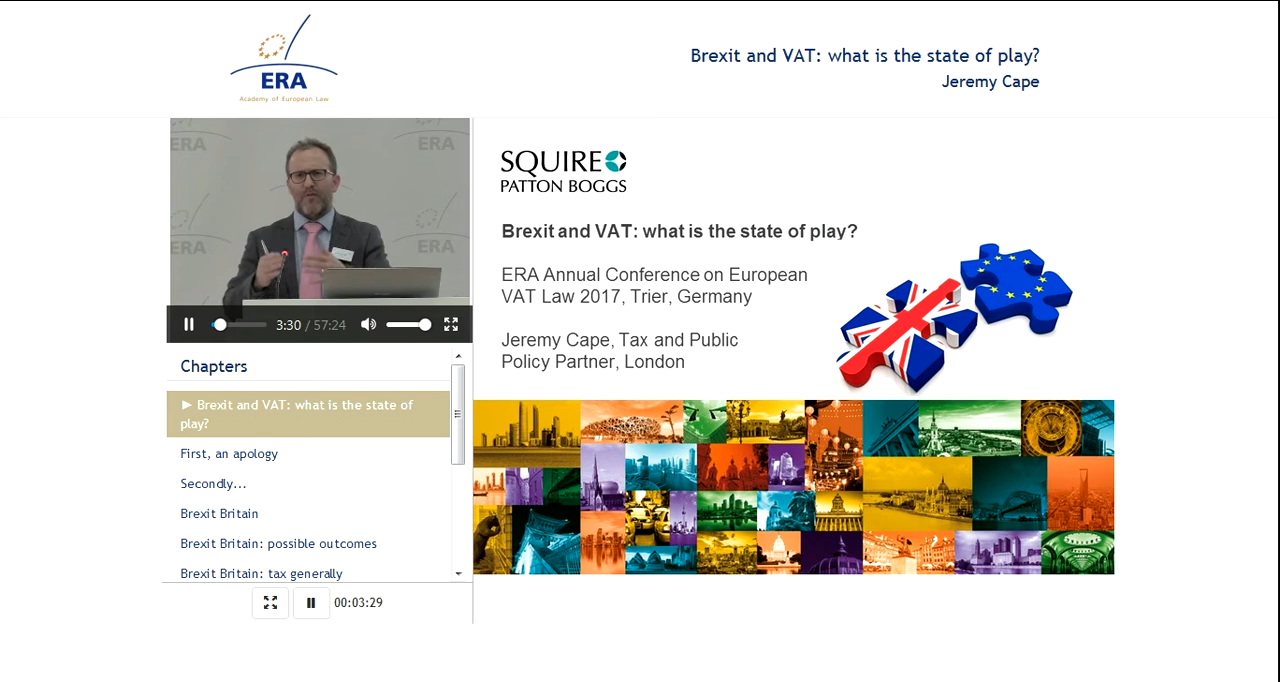 ERA
Academy of European Law
Brexit and VAT: what is the state of play?
Jeremy Cape
ERA
ERA
ERA
ERA
3:30 / 57:24
Chapters
► Brexit and VAT: what is the state of
play?
First, an apology
Secondly...
Brexit Britain
Brexit Britain: possible outcomes
Brexit Britain: tax generally
00:03:29
SQUIRE
PATTON BOGGS
Brexit and VAT: what is the state of play?
ERA Annual Conference on European
VAT Law 2017, Trier, Germany
Jeremy Cape, Tax and Public
Policy Partner, London